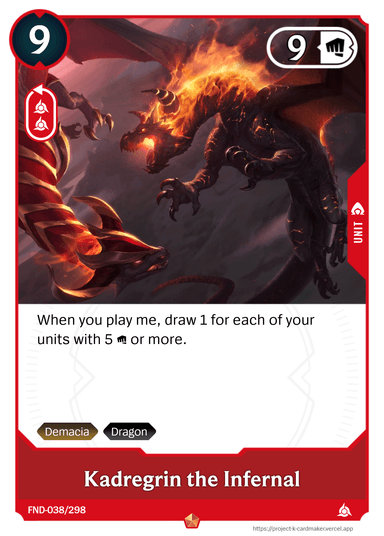 9
9
UNIT
When you play me, draw 1 for each of your
units with 5 or more.
Demacia Dragon
Kadregrin the Infernal
FND-038/298
https://project-k-cardmaker.vercel.app